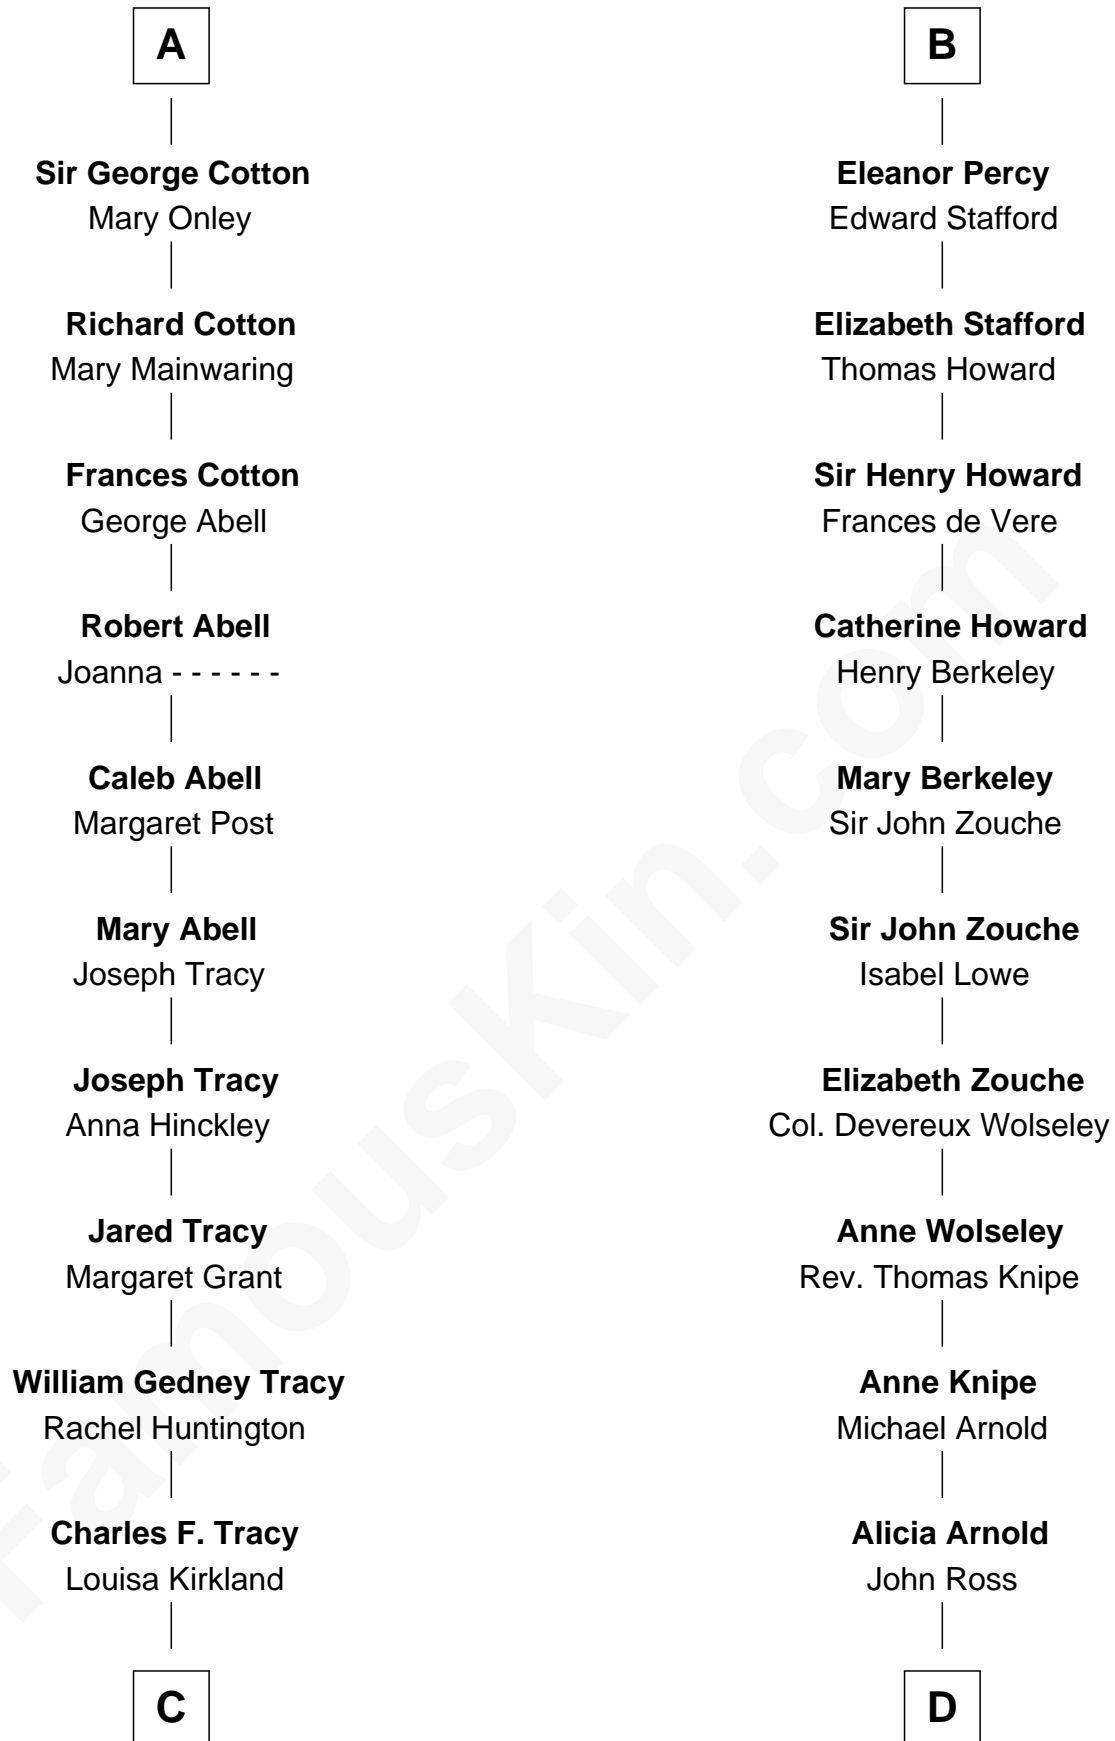 A
Sir George Cotton
Mary Onley
Richard Cotton
Mary Mainwaring
Frances Cotton
George Abell
Robert Abell
Joanna - - - - - -
Caleb Abell
Margaret Post
Mary Abell
Joseph Tracy
Joseph Tracy
Anna Hinckley
Jared Tracy
Margaret Grant
William Gedney Tracy
Rachel Huntington
Charles F. Tracy
Louisa Kirkland
C
B
Eleanor Percy
Edward Stafford
Elizabeth Stafford
Thomas Howard
Sir Henry Howard
Frances de Vere
Catherine Howard
Henry Berkeley
Mary Berkeley
Sir John Zouche
Sir John Zouche
Isabel Lowe
Elizabeth Zouche
Col. Devereux Wolseley
Anne Wolseley
Rev. Thomas Knipe
Anne Knipe
Michael Arnold
Alicia Arnold
John Ross
D
FamousKin.com